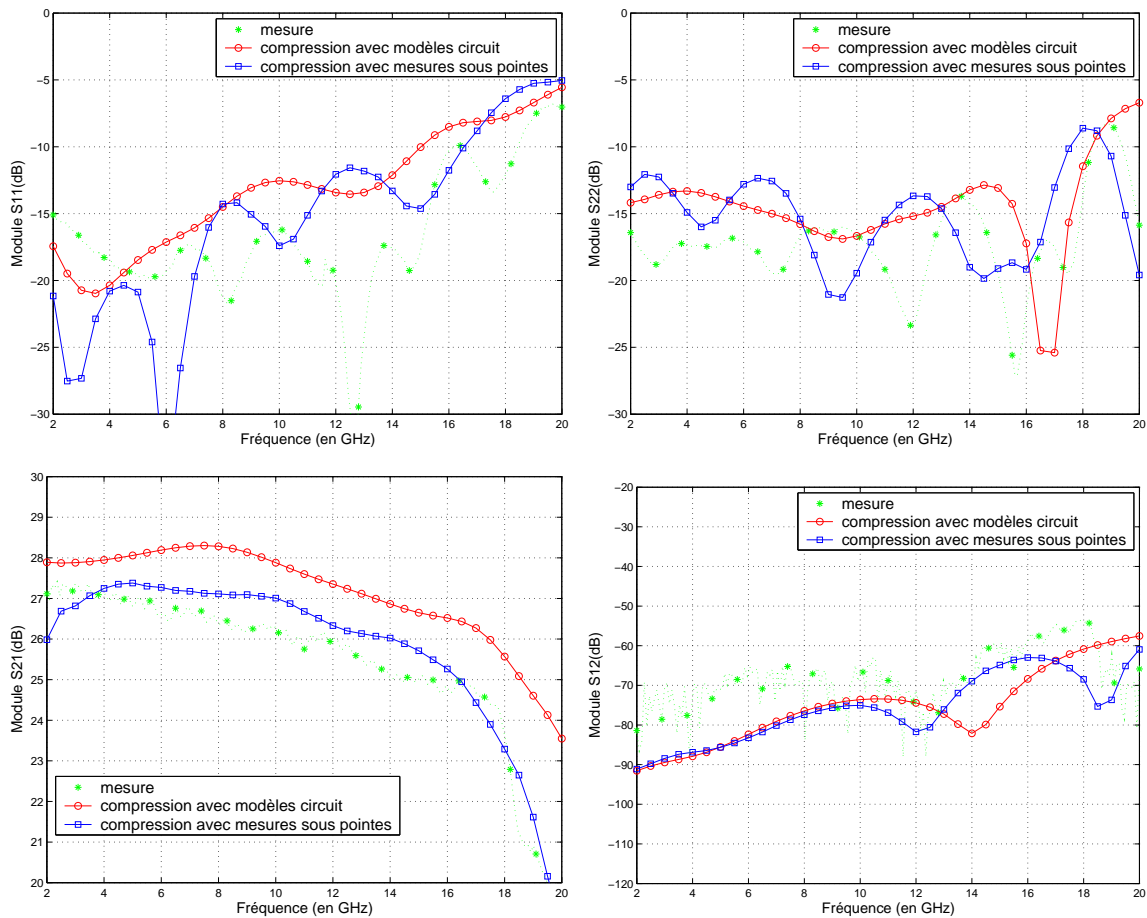 0
−5
−10
−15
−20
−25
−30
Module S11(dB)
mesure
compression avec modèles circuit
compression avec mesures sous pointes
2 4 6 8 10 12 14 16 18 20
Fréquence (en GHz)
0
−5
−10
−15
−20
−25
−30
Module S22(dB)
mesure
compression avec modèles circuit
compression avec mesures sous pointes
2 4 6 8 10 12 14 16 18 20
Fréquence (en GHz)
30
29
28
27
26
25
24
23
22
21
20
Module S21(dB)
mesure
compression avec modèles circuit
compression avec mesures sous pointes
2 4 6 8 10 12 14 16 18 20
Fréquence (en GHz)
−20
−30
−40
−50
−60
−70
−80
−90
−100
−110
−120
Module S12(dB)
mesure
compression avec modèles circuit
compression avec mesures sous pointes
2 4 6 8 10 12 14 16 18 20
Fréquence (en GHz)